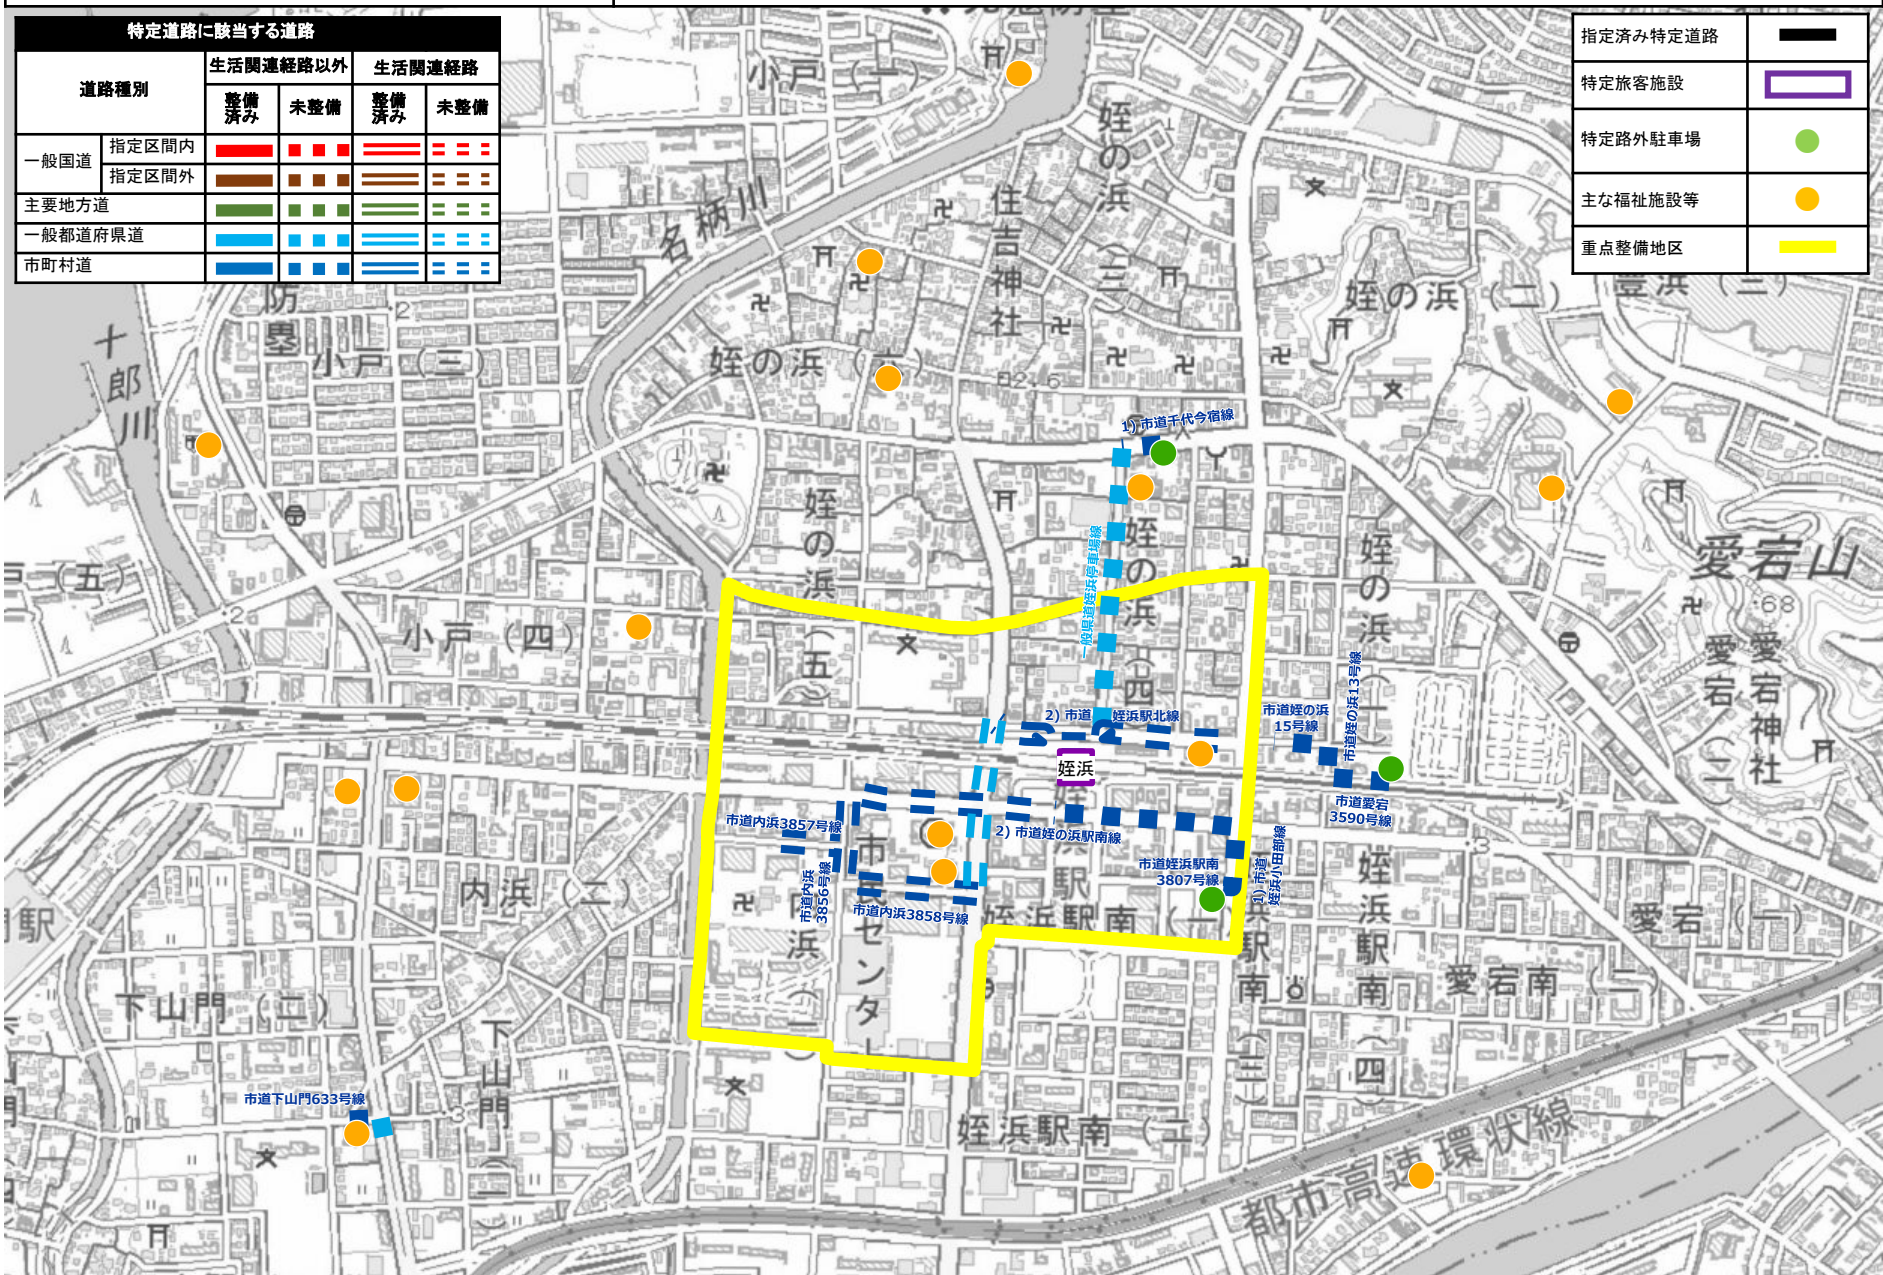 特定道路に該当する道路
道路種別
生活関連経路以外
生活関連経路
整備
済み
未整備
整備
済み
未整備
一般国道
指定区間内
指定区間外
主要地方道
一般都道府県道
市町村道
指定済み特定道路
特定旅客施設
特定路外駐車場
主な福祉施設等
重点整備地区
小戸(一)
名柄川
住吉神社
姪の浜(三)
姪の浜(二)
豊浜(三)
防塁
小戸(三)
十郎川
姪の浜(六)
2.6
1) 市道千代今宿線
姪の浜(五)
一般県道姪浜停車場線
姪の浜(四)
姪の浜(一)
愛宕山
68
愛宕神社
愛宕(二)
戸(五)
小戸(四)
2) 市道
姪浜駅北線
市道姪の浜
15号線
市道姪の浜13号線
姪浜
市道愛宕
3590号線
市道内浜3857号線
2) 市道姪の浜駅南線
市道姪浜駅南
3807号線
1) 市道
姪浜小田部線
市道内浜
3856号線
市道内浜3858号線
市民センター
内浜(二)
姪浜駅南(一)
姪浜駅南(四)
愛宕(一)
愛宕南(二)
下山門(二)
下山門
市道下山門633号線
姪浜駅南(二)
都市高速環状線